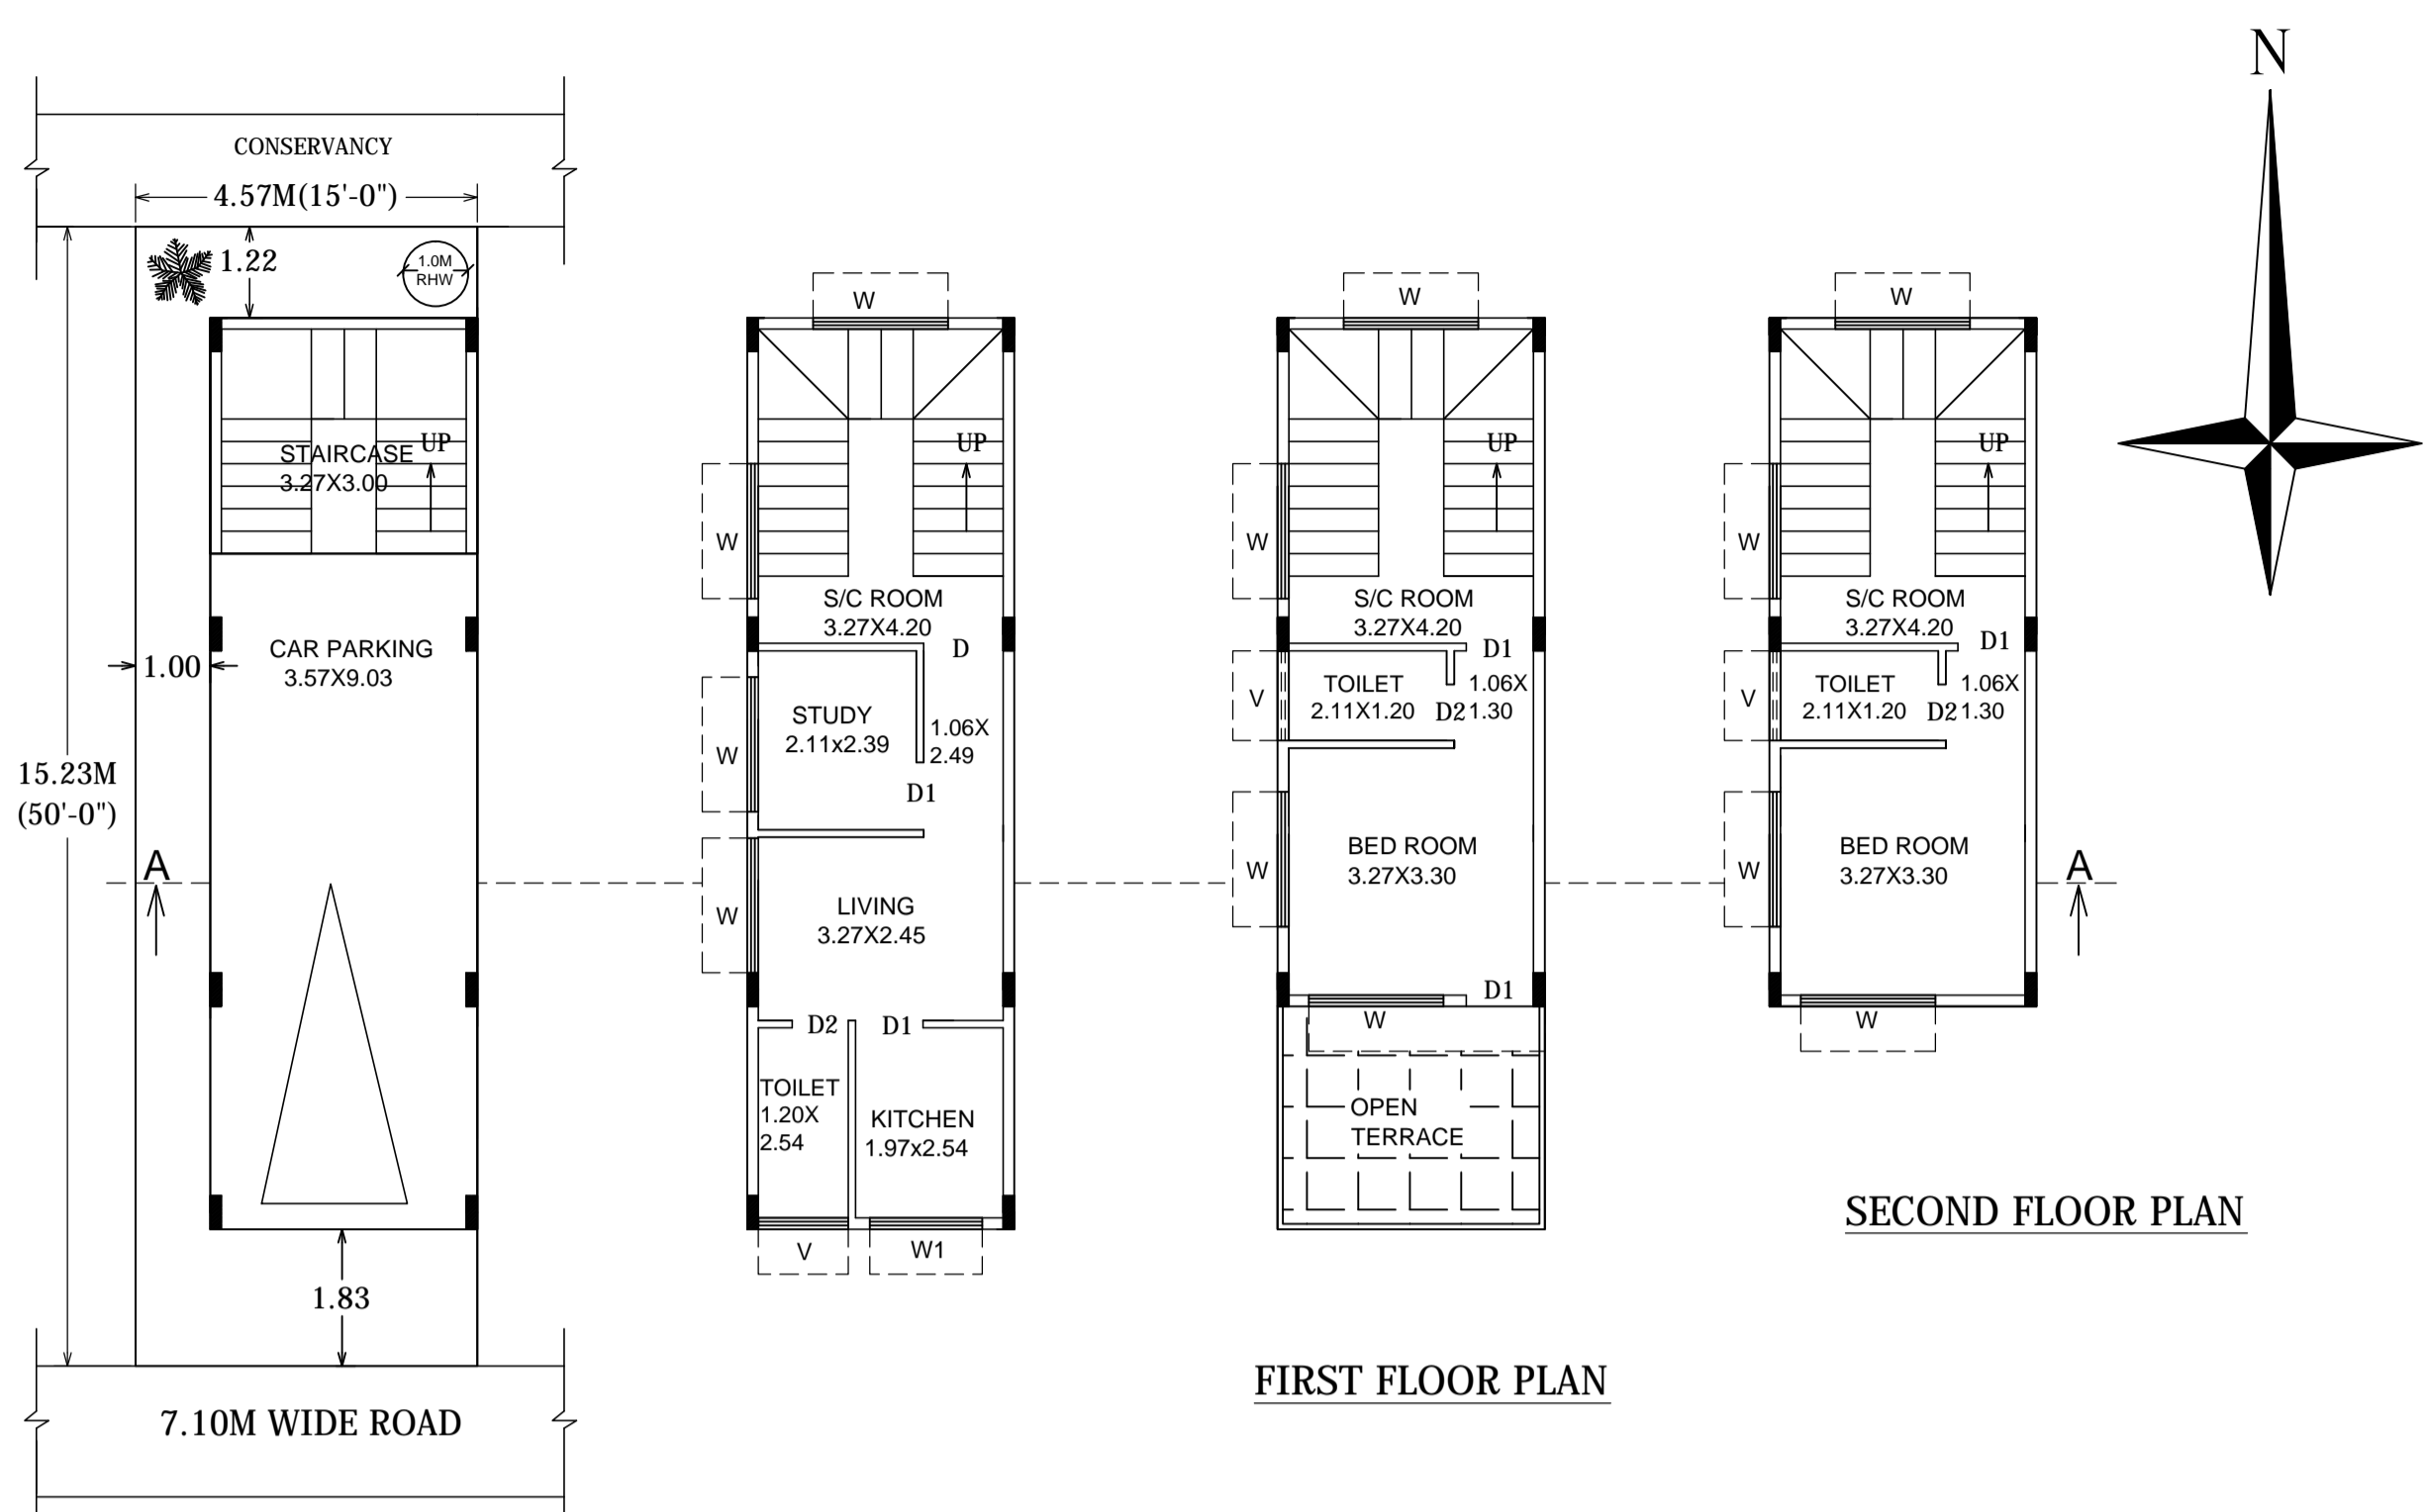 N
CONSERVANCY
4.57M(15'-0")
1.22
1.0M
RHW
STAIRCASE
3.27X3.00
UP
CAR PARKING
3.57X9.03
1.00
15.23M
(50'-0")
A
1.83
7.10M WIDE ROAD
W
UP
W
S/C ROOM
3.27X4.20
D
STUDY
2.11x2.39
1.06X
2.49
W
D1
LIVING
3.27X2.45
W
D2
D1
TOILET
1.20X
2.54
KITCHEN
1.97x2.54
V
W1
W
UP
W
S/C ROOM
3.27X4.20
D1
TOILET
2.11X1.20
V
D2
1.06X
1.30
BED ROOM
3.27X3.30
W
D1
W
OPEN
TERRACE
FIRST FLOOR PLAN
W
UP
W
S/C ROOM
3.27X4.20
D1
TOILET
2.11X1.20
V
D2
1.06X
1.30
BED ROOM
3.27X3.30
W
A
W
SECOND FLOOR PLAN